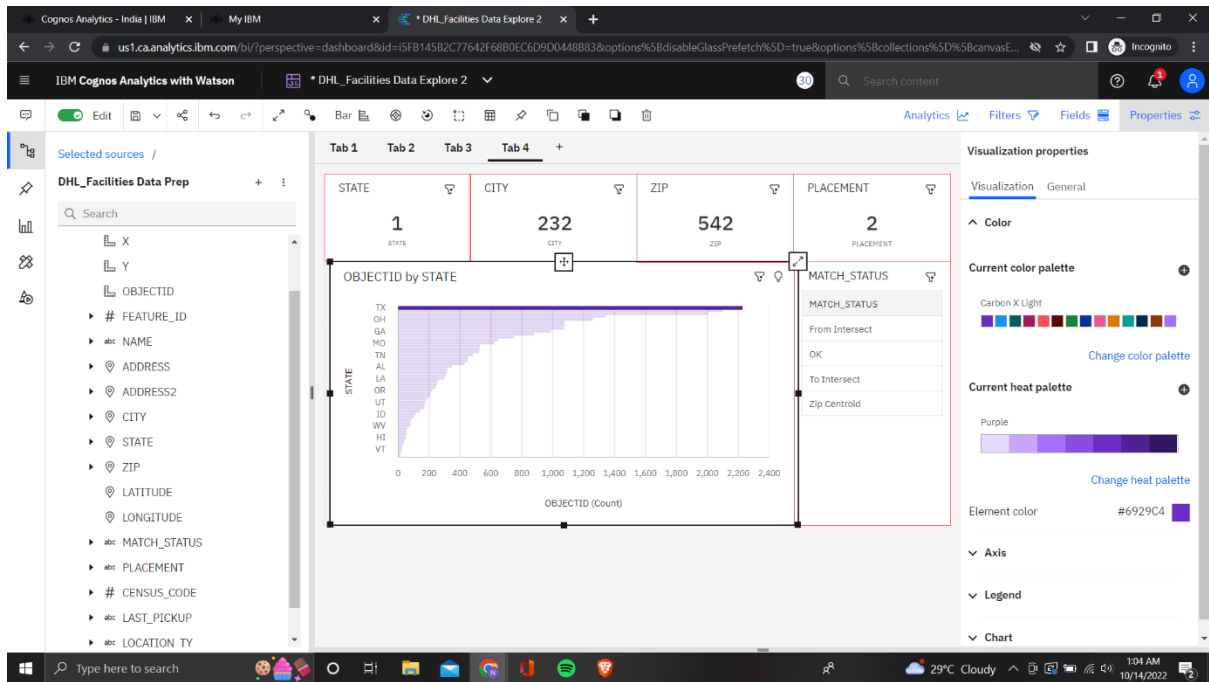 Cognos Analytics - India | IBM
My IBM
* DHL_Facilities Data Explore 2
us1.ca.analytics.ibm.com/bi/?perspective=dashboard&id=i5FB145B2C77642F68B0EC6D9D0448B83&options%5BdisableGlassPrefetch%5D=true&options%5Bcollections%5D%5BcanvasE...
Incognito
IBM Cognos Analytics with Watson
* DHL_Facilities Data Explore 2
30
Search content
1
Edit
Bar
Analytics
Filters
Fields
Properties
Selected sources /
DHL_Facilities Data Prep
Search
X
Y
OBJECTID
# FEATURE_ID
abc NAME
ADDRESS
ADDRESS2
CITY
STATE
ZIP
LATITUDE
LONGITUDE
abc MATCH_STATUS
abc PLACEMENT
# CENSUS_CODE
abc LAST_PICKUP
abc LOCATION_TY
Tab 1 Tab 2 Tab 3 Tab 4 +
STATE
1
STATE
CITY
232
CITY
ZIP
542
ZIP
PLACEMENT
2
PLACEMENT
OBJECTID by STATE
STATE
TX
OH
GA
MO
TN
AL
LA
OR
UT
ID
WV
HI
VT
0 200 400 600 800 1,000 1,200 1,400 1,600 1,800 2,000 2,200 2,400
OBJECTID (Count)
MATCH_STATUS
MATCH_STATUS
From Intersect
OK
To Intersect
Zip Centroid
Visualization properties
Visualization General
Color
Current color palette
Carbon X Light
Change color palette
Current heat palette
Purple
Change heat palette
Element color #6929C4
Axis
Legend
Chart
Type here to search
29°C Cloudy
1:04 AM
10/14/2022
2